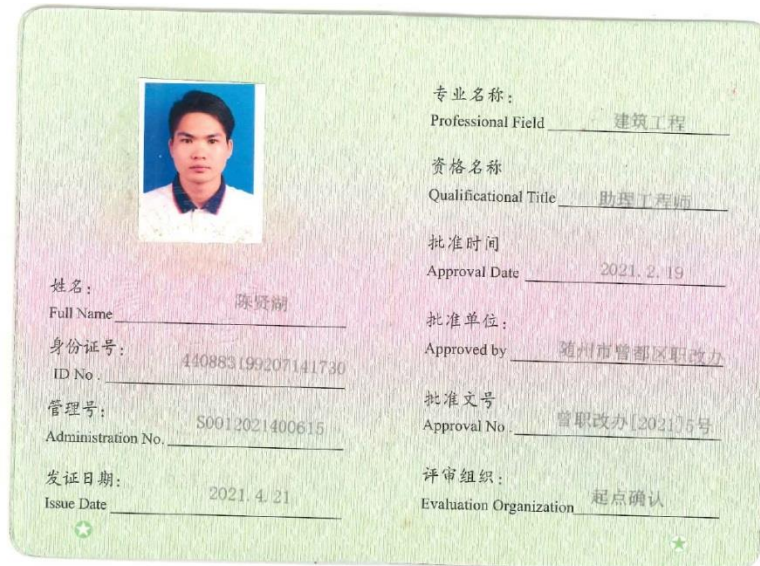 姓名：
Full Name 陈贤湖
身份证号：
ID No . 440883199207141730
管理号：
Administration No. S0012021400615
发证日期：
Issue Date 2021.4.21
专业名称：
Professional Field 建筑工程
资格名称
Qualificational Title 助理工程师
批准时间
Approval Date 2021.2.19
批准单位：
Approved by 随州市曾都区职改办
批准文号
Approval No . 曾职改办[2021]5号
评审组织：
Evaluation Organization 起点确认